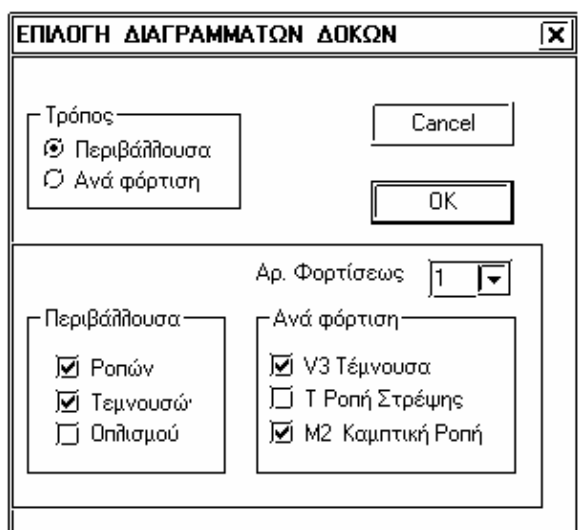 ΕΠΙΛΟΓΗ ΔΙΑΓΡΑΜΜΑΤΩΝ ΔΟΚΩΝ
Τρόπος
Περιβάλλουσα
Ανά φόρτιση
Cancel
OK
Αρ. Φορτίσεως 1
Περιβάλλουσα
Ροπών
Τεμνουσώ
Οπλισμού
Ανά φόρτιση
V3 Τέμνουσα
T Ροπή Στρέψης
M2 Καμπτική Ροπή